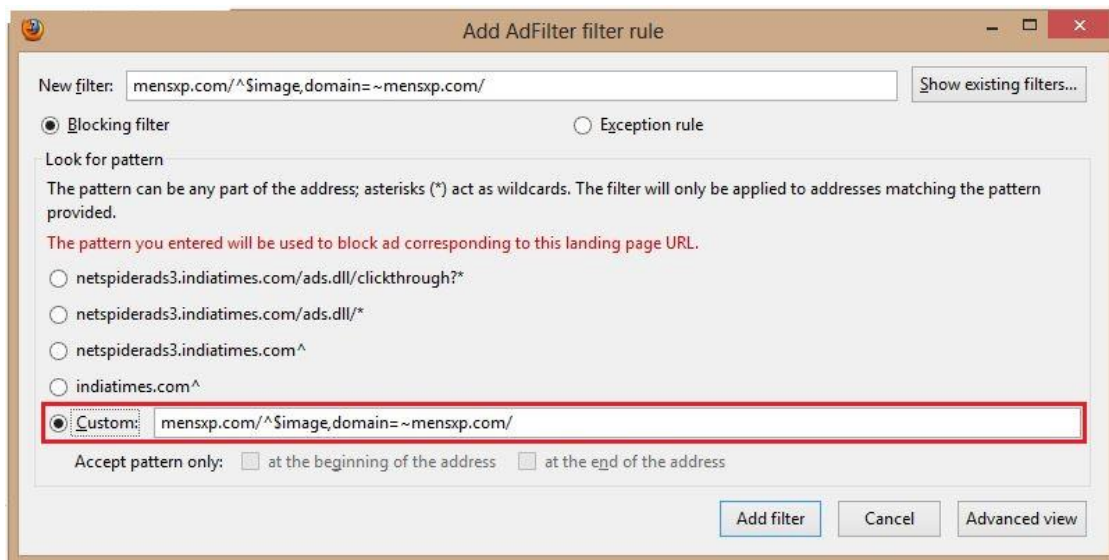 Add AdFilter filter rule
New filter: mensxp.com/^$image,domain=~mensxp.com/ Show existing filters...
Blocking filter Exception rule
Look for pattern
The pattern can be any part of the address; asterisks (*) act as wildcards. The filter will only be applied to addresses matching the pattern
provided.
The pattern you entered will be used to block ad corresponding to this landing page URL.
netspiderads3.indiatimes.com/ads.dll/clickthrough?*
netspiderads3.indiatimes.com/ads.dll/*
netspiderads3.indiatimes.com^
indiatimes.com^
Custom: mensxp.com/^$image,domain=~mensxp.com/
Accept pattern only: at the beginning of the address at the end of the address
Add filter Cancel Advanced view